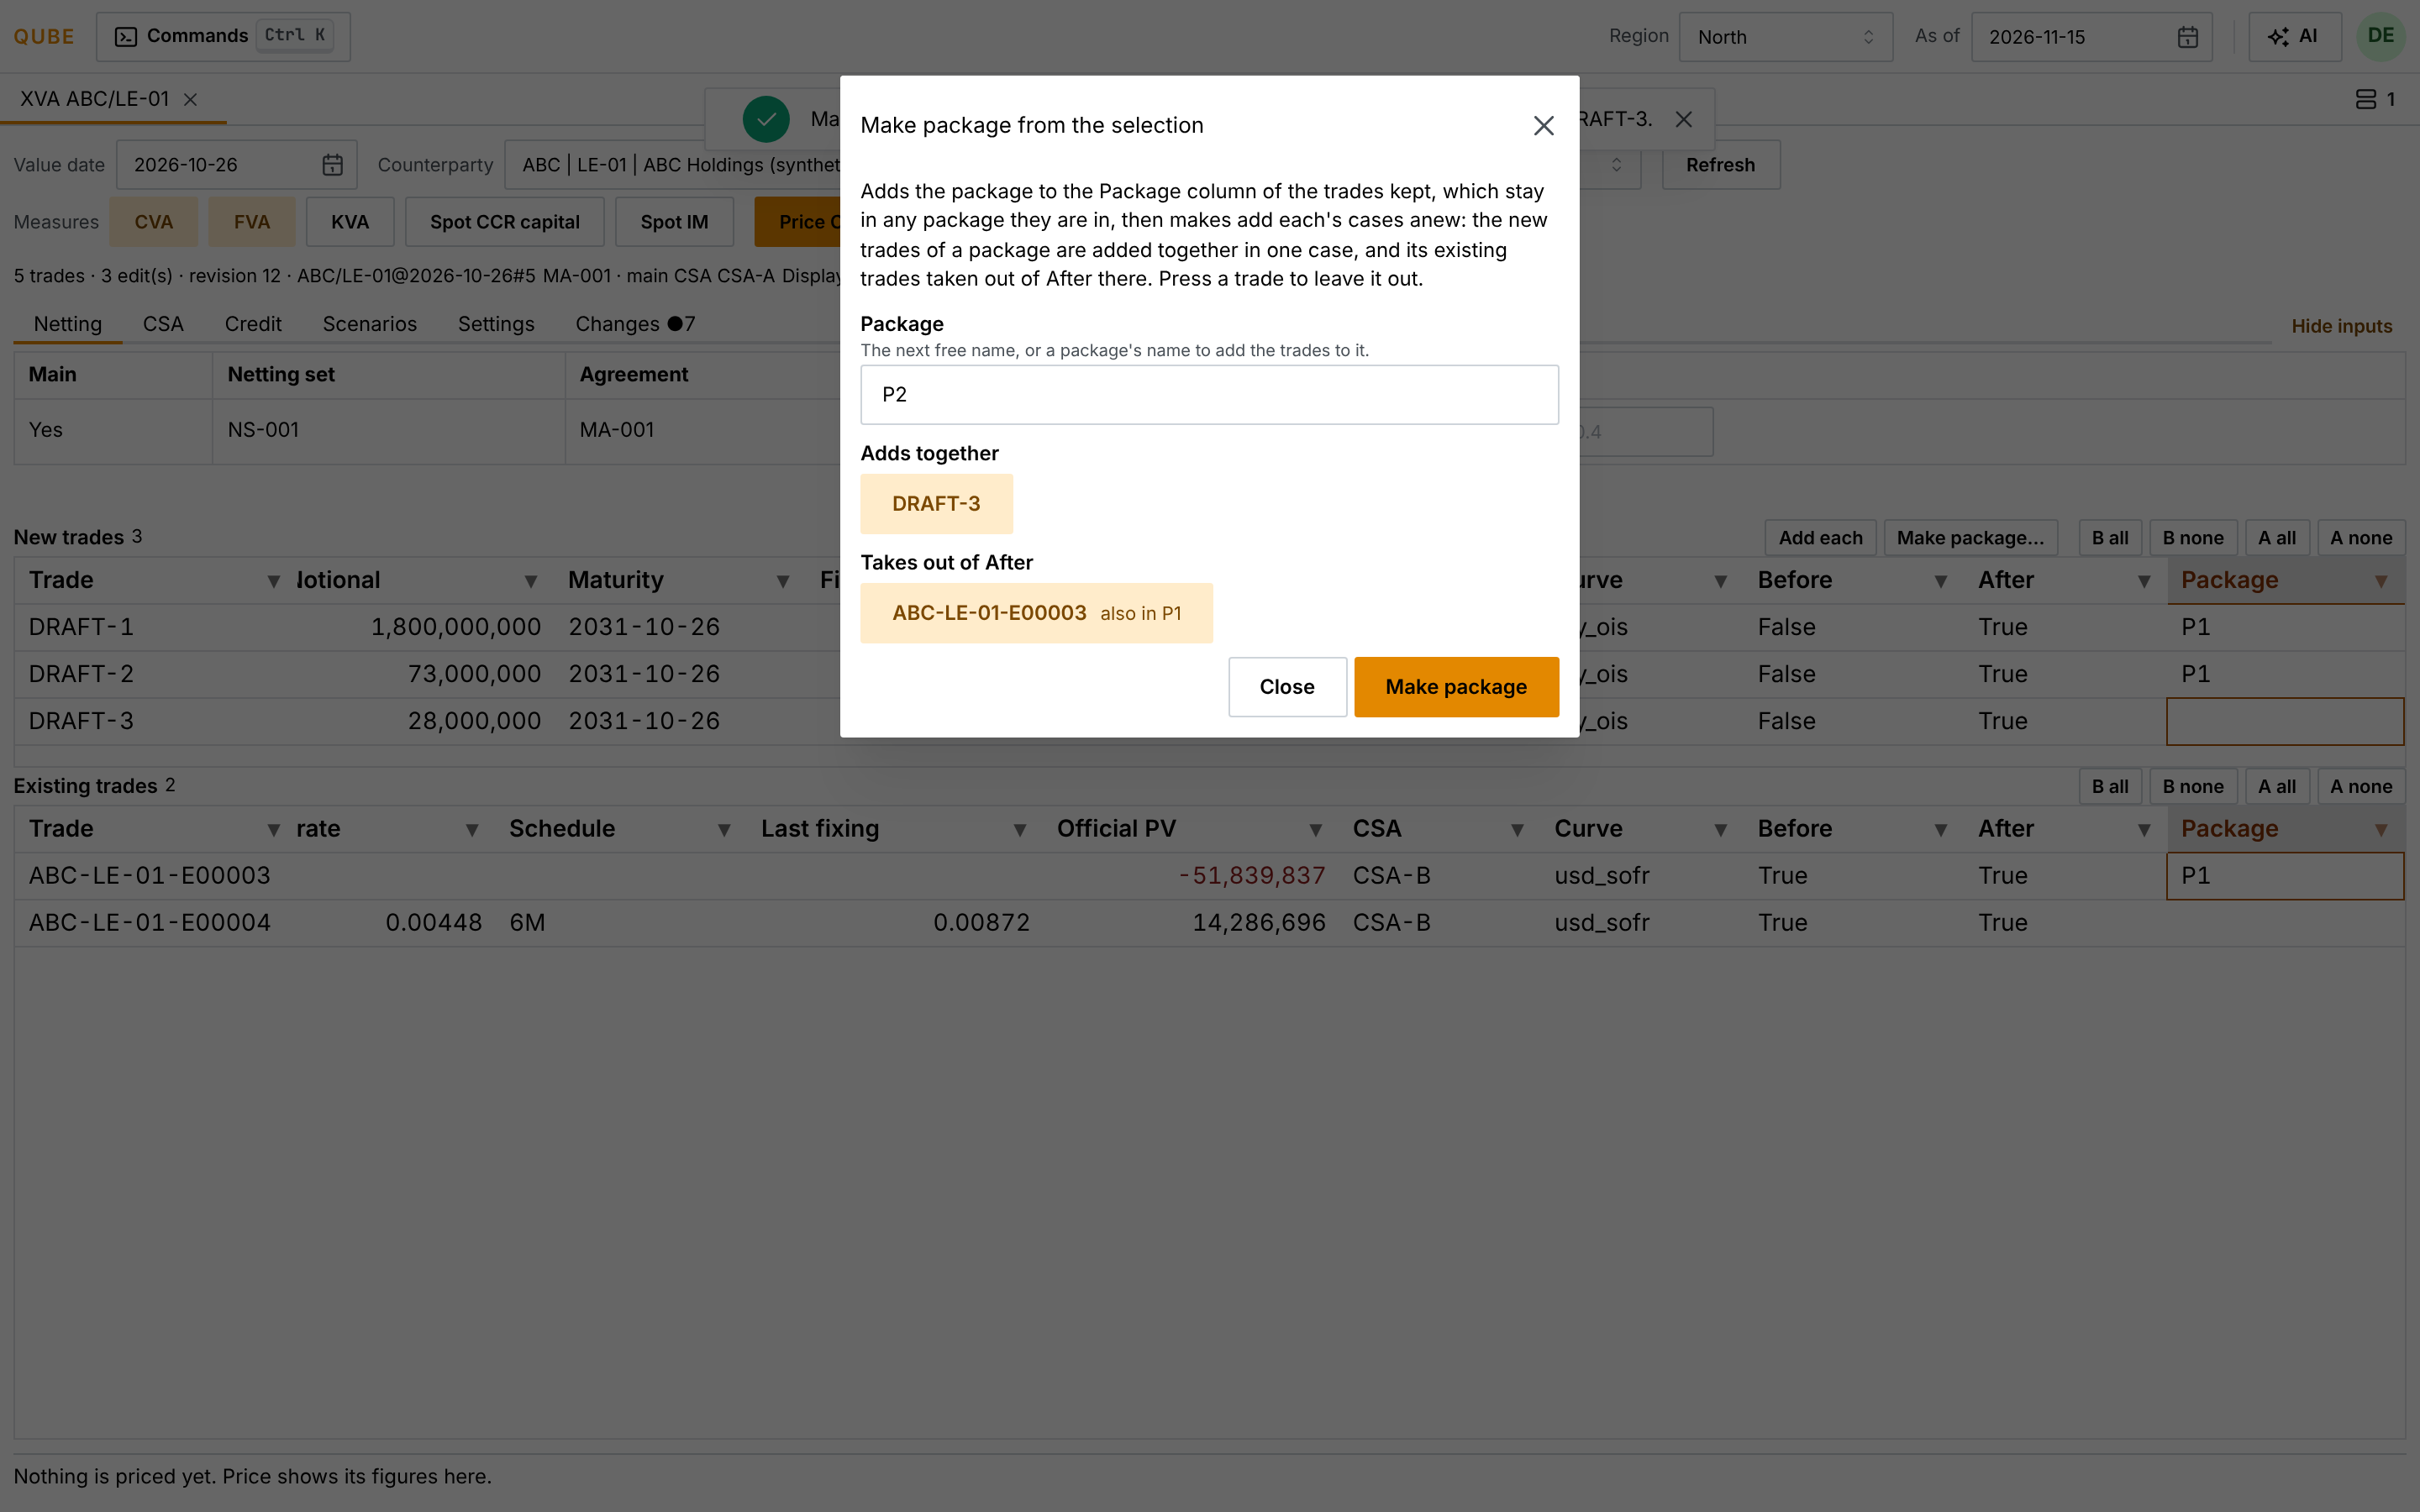 QUBE
Commands Ctrl K
Region North As of 2026-11-15 AI DE
XVA ABC/LE-01
1
Ma
RAFT-3.
Value date 2026-10-26 Counterparty ABC | LE-01 | ABC Holdings (synthet
Refresh
Measures CVA FVA KVA Spot CCR capital Spot IM Price C
5 trades · 3 edit(s) · revision 12 · ABC/LE-01@2026-10-26#5 MA-001 · main CSA CSA-A Display
Netting CSA Credit Scenarios Settings Changes ●7
Hide inputs
Main Netting set Agreement
Yes NS-001 MA-001
0.4
Make package from the selection
Adds the package to the Package column of the trades kept, which stay
in any package they are in, then makes add each's cases anew: the new
trades of a package are added together in one case, and its existing
trades taken out of After there. Press a trade to leave it out.
Package
The next free name, or a package's name to add the trades to it.
P2
Adds together
DRAFT-3
Takes out of After
ABC-LE-01-E00003 also in P1
Close Make package
New trades 3
Add each Make package... B all B none A all A none
Trade Notional Maturity Fi urve Before After Package
DRAFT-1 1,800,000,000 2031-10-26 y_ois False True P1
DRAFT-2 73,000,000 2031-10-26 y_ois False True P1
DRAFT-3 28,000,000 2031-10-26 y_ois False True
Existing trades 2
B all B none A all A none
Trade rate Schedule Last fixing Official PV CSA Curve Before After Package
ABC-LE-01-E00003 -51,839,837 CSA-B usd_sofr True True P1
ABC-LE-01-E00004 0.00448 6M 0.00872 14,286,696 CSA-B usd_sofr True True
Nothing is priced yet. Price shows its figures here.